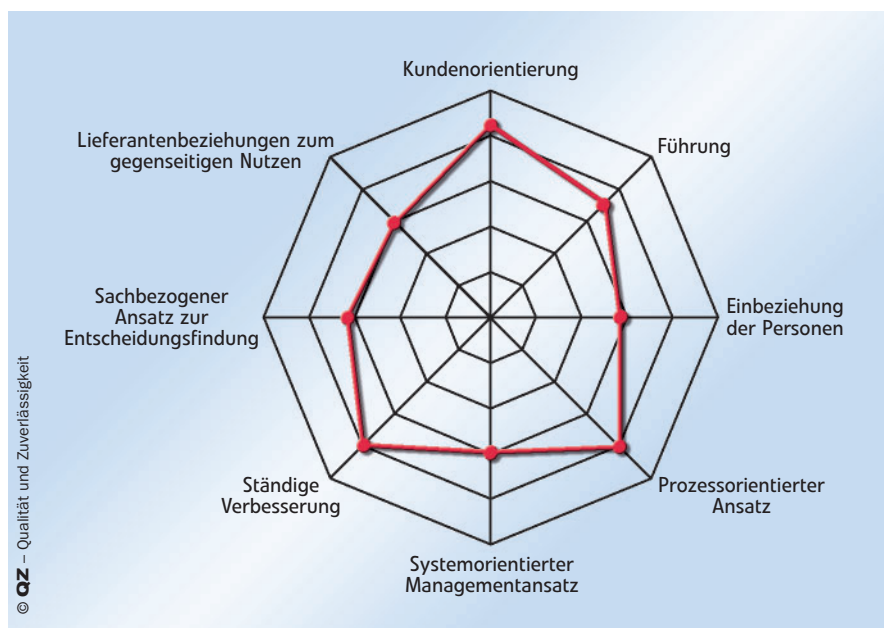 Kundenorientierung
Führung
Einbeziehung
der Personen
Prozessorientierter
Ansatz
Systemorientierter
Managementansatz
Ständige
Verbesserung
Sachbezogener
Ansatz zur
Entscheidungsfindung
Lieferantenbeziehungen zum
gegenseitigen Nutzen
© QZ – Qualität und Zuverlässigkeit